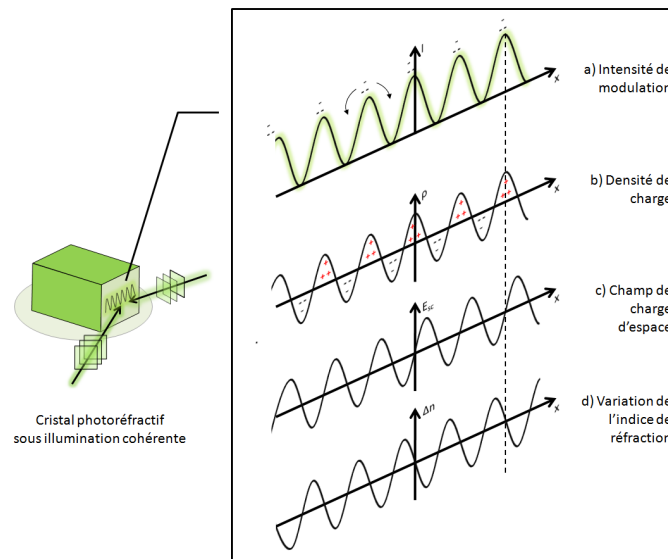 I
x
a) Intensité de
modulation
ρ
x
b) Densité de
charge
E_sc
x
c) Champ de
charge
d'espace
Δn
x
d) Variation de
l'indice de
réfraction
Cristal photoréfractif
sous illumination cohérente